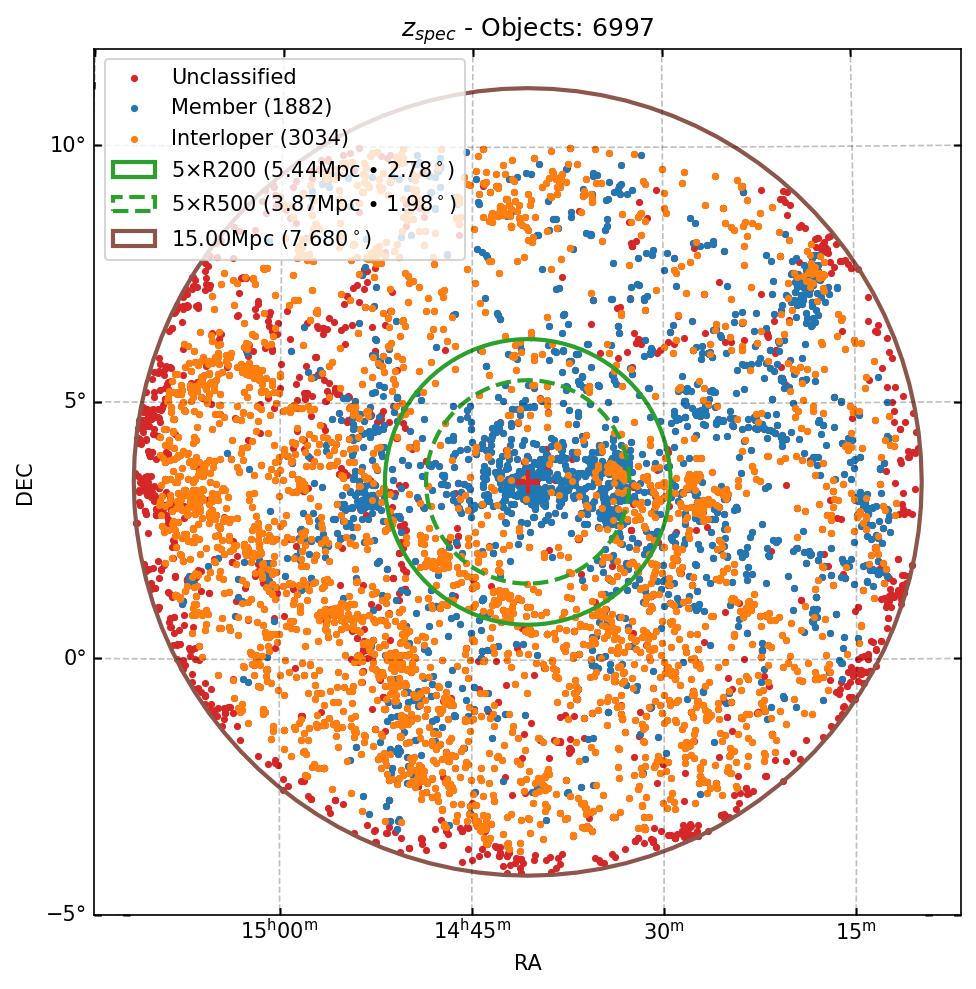 z_spec - Objects: 6997
Unclassified
Member (1882)
Interloper (3034)
5×R200 (5.44Mpc • 2.78°)
5×R500 (3.87Mpc • 1.98°)
15.00Mpc (7.680°)
10°
5°
0°
−5°
DEC
15ʰ00ᵐ
14ʰ45ᵐ
30ᵐ
15ᵐ
RA